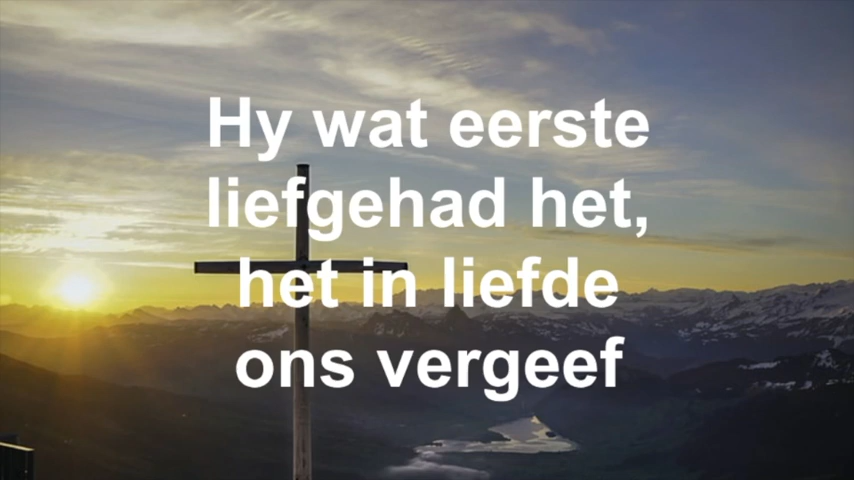 Hy wat eerste
liefgehad het,
het in liefde
ons vergeef